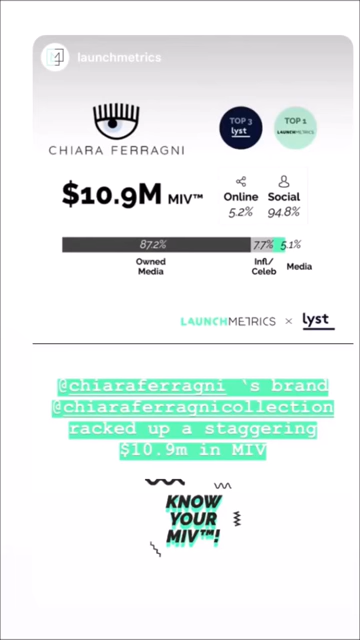 launchmetrics
TOP 3
lyst
TOP 1
LAUNCHMETRICS
CHIARA FERRAGNI
$10.9M MIV™
Online Social
5.2% 94.8%
87.2% 7.7% 5.1%
Owned Media
Infl/ Celeb
Media
LAUNCHMETRICS × lyst
@chiaraferragni 's brand
@chiaraferragnicollection
racked up a staggering
$10.9m in MIV
KNOW
YOUR
MIV™!